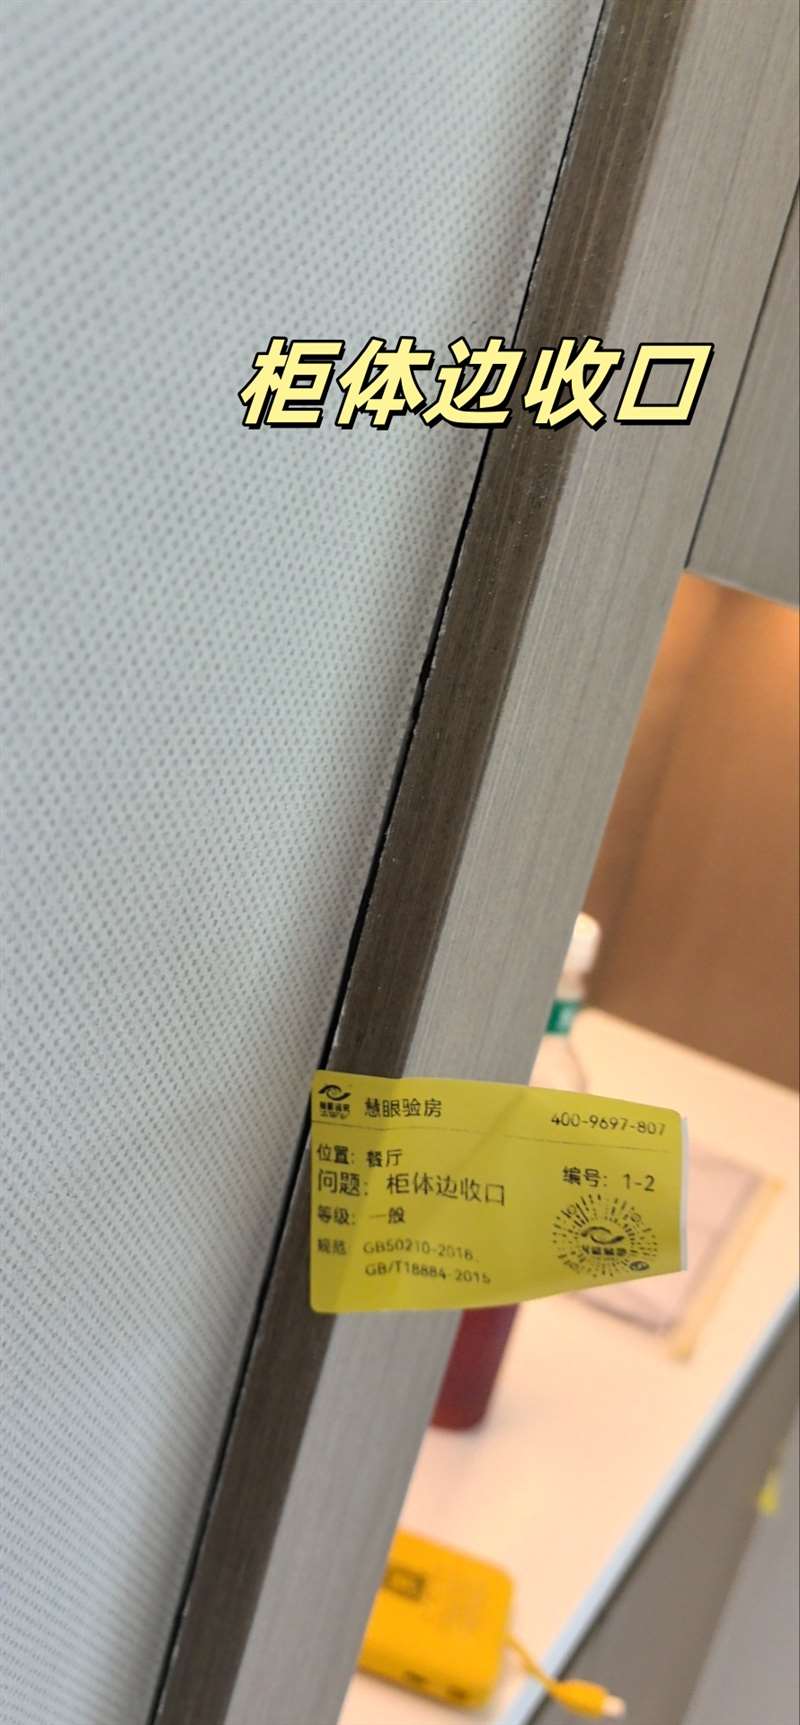 柜体边收口
慧眼验房
400-9697-807
位置：餐厅
问题：柜体边收口
编号：1-2
等级：一般
规范 GB50210-2018
GB/T18884-2015